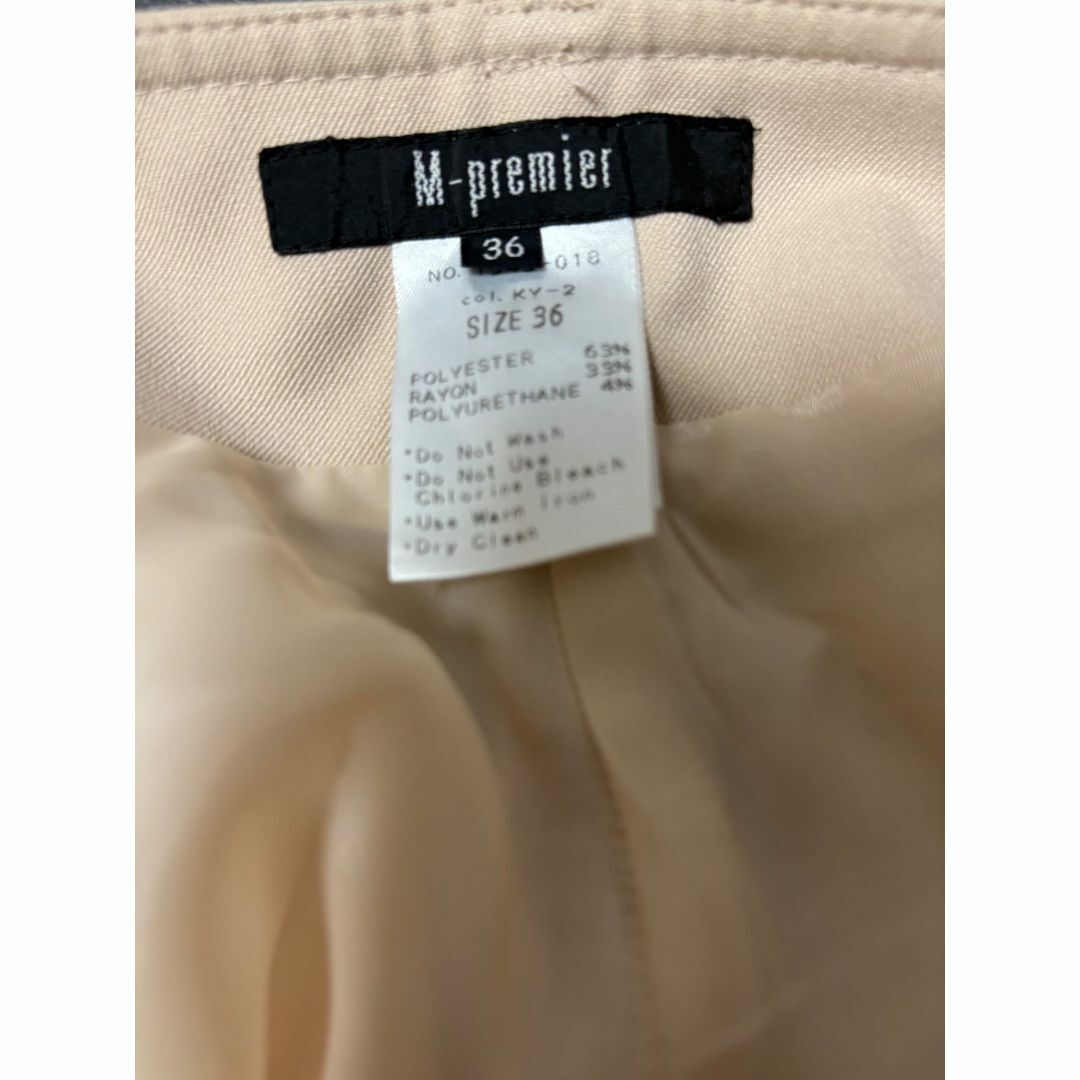 M-premier
36
NO. -018
col. KY-2
SIZE 36
POLYESTER 63%
RAYON 33%
POLYURETHANE 4%
*Do Not Wash
*Do Not Use
Chlorine Bleach
*Use Warm Iron
*Dry Clean